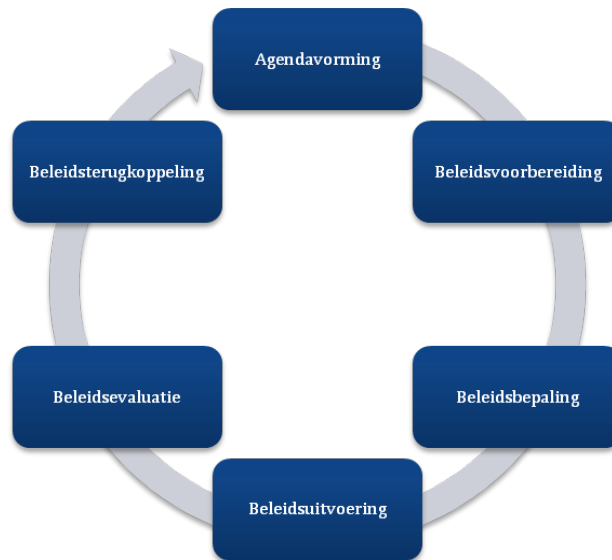 Agendavorming
Beleidsvoorbereiding
Beleidsbepaling
Beleidsuitvoering
Beleidsevaluatie
Beleidsterugkoppeling